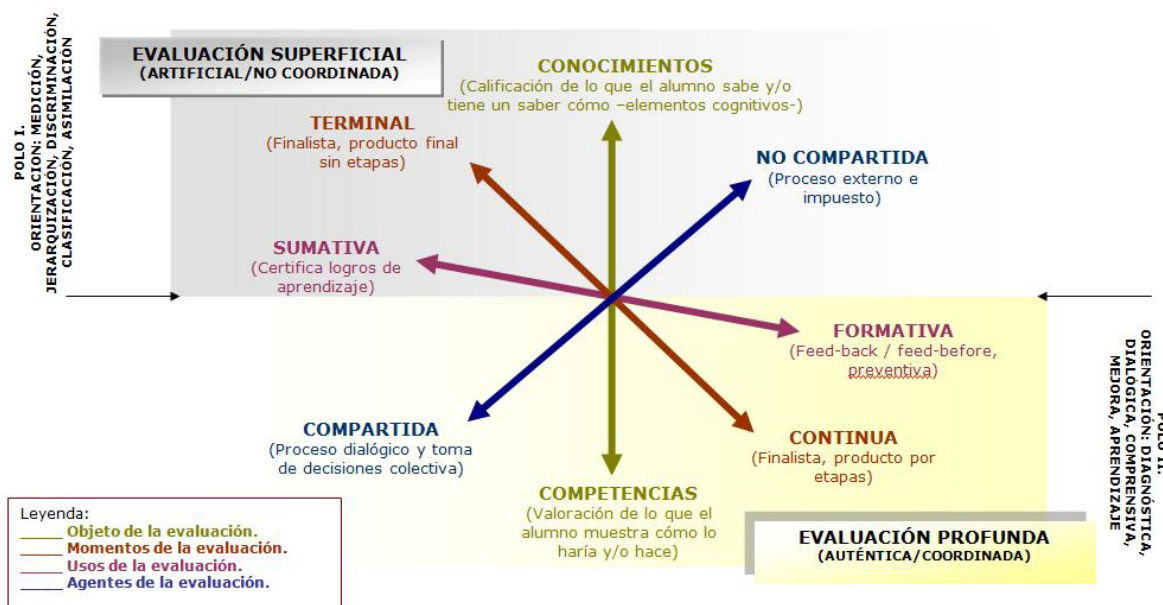 EVALUACIÓN SUPERFICIAL
(ARTIFICIAL/NO COORDINADA)
POLO I.
ORIENTACION: MEDICIÓN,
JERARQUIZACIÓN, DISCRIMINACIÓN,
CLASIFICACIÓN, ASIMILACIÓN
CONOCIMIENTOS
(Calificación de lo que el alumno sabe y/o
tiene un saber cómo –elementos cognitivos-)
TERMINAL
(Finalista, producto final
sin etapas)
NO COMPARTIDA
(Proceso externo e
impuesto)
SUMATIVA
(Certifica logros de
aprendizaje)
FORMATIVA
(Feed-back / feed-before,
preventiva)
COMPARTIDA
(Proceso dialógico y toma
de decisiones colectiva)
CONTINUA
(Finalista, producto por
etapas)
COMPETENCIAS
(Valoración de lo que el
alumno muestra cómo lo
haría y/o hace)
POLO II.
ORIENTACIÓN: DIAGNÓSTICA,
DIALÓGICA, COMPRENSIVA,
MEJORA, APRENDIZAJE
EVALUACIÓN PROFUNDA
(AUTÉNTICA/COORDINADA)
Leyenda:
_____ Objeto de la evaluación.
_____ Momentos de la evaluación.
_____ Usos de la evaluación.
_____ Agentes de la evaluación.